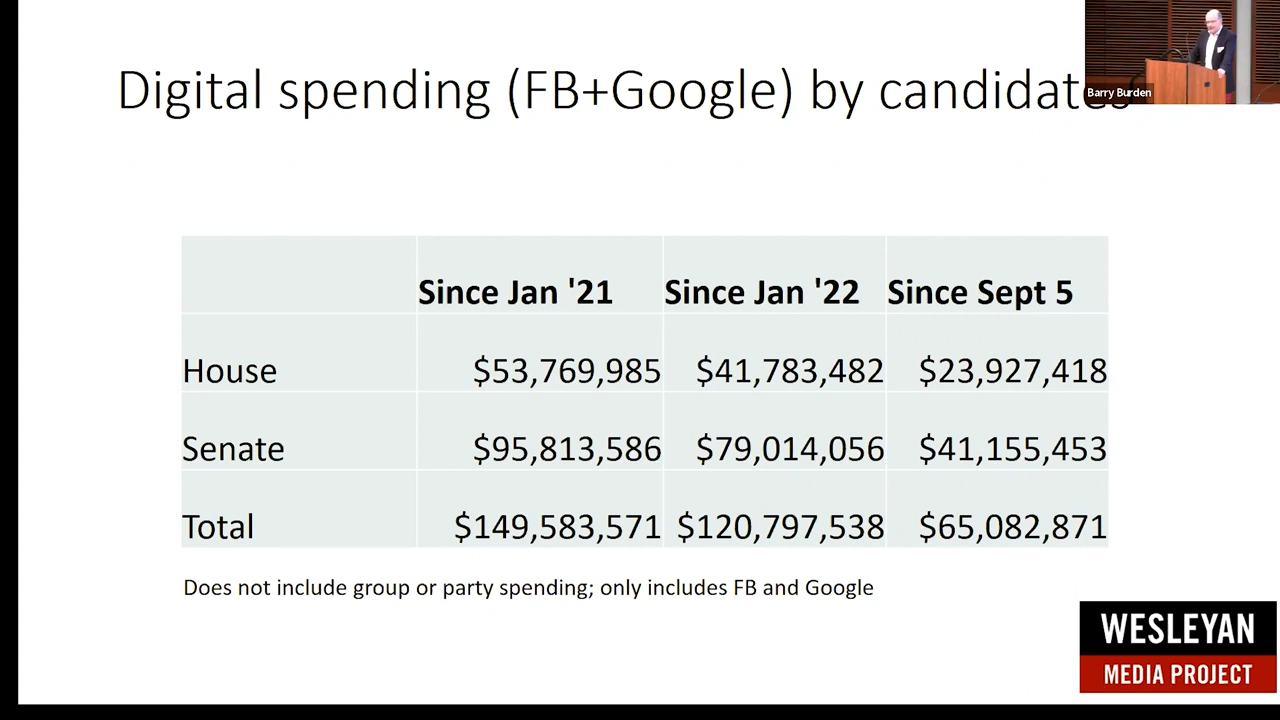 Digital spending (FB+Google) by candidates
Barry Burden
Since Jan '21 Since Jan '22 Since Sept 5
House $53,769,985 $41,783,482 $23,927,418
Senate $95,813,586 $79,014,056 $41,155,453
Total $149,583,571 $120,797,538 $65,082,871
Does not include group or party spending; only includes FB and Google
WESLEYAN
MEDIA PROJECT